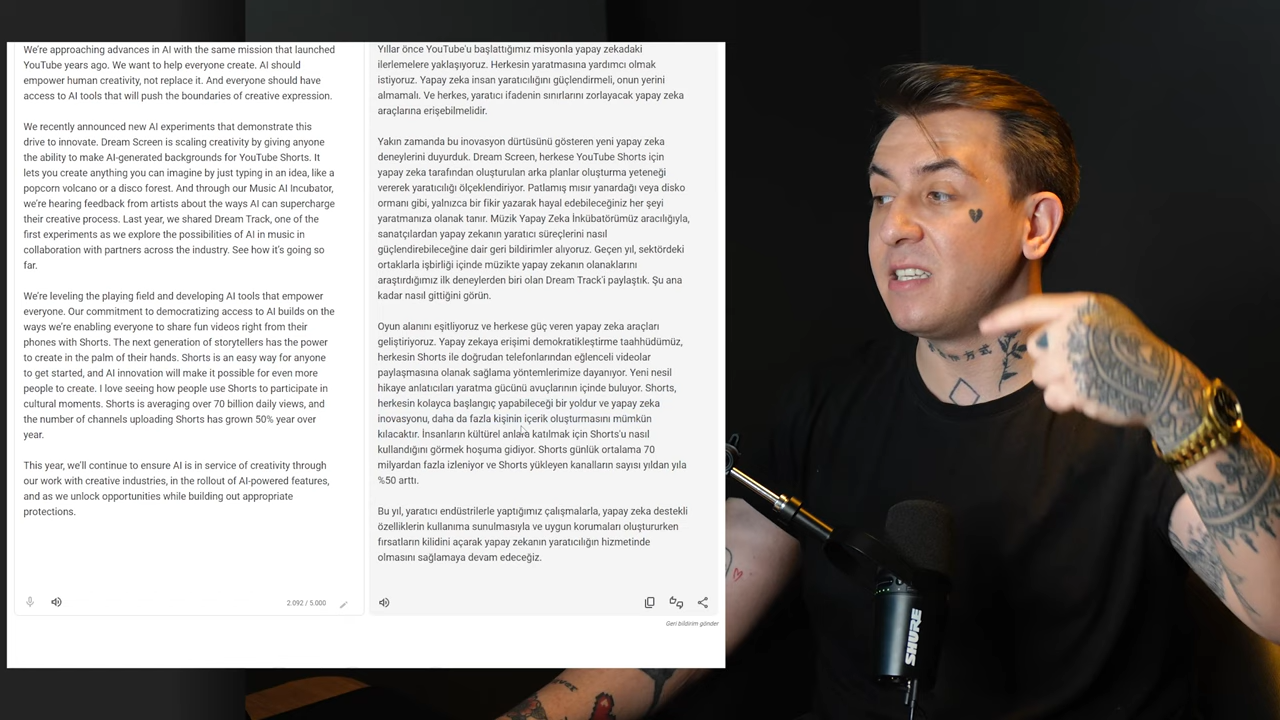 We're approaching advances in AI with the same mission that launched
YouTube years ago. We want to help everyone create. AI should
empower human creativity, not replace it. And everyone should have
access to AI tools that will push the boundaries of creative expression.
We recently announced new AI experiments that demonstrate this
drive to innovate. Dream Screen is scaling creativity by giving anyone
the ability to make AI-generated backgrounds for YouTube Shorts. It
lets you create anything you can imagine by just typing in an idea, like a
popcorn volcano or a disco forest. And through our Music AI Incubator,
we're hearing feedback from artists about the ways AI can supercharge
their creative process. Last year, we shared Dream Track, one of the
first experiments as we explore the possibilities of AI in music in
collaboration with partners across the industry. See how it's going so
far.
We're leveling the playing field and developing AI tools that empower
everyone. Our commitment to democratizing access to AI builds on the
ways we're enabling everyone to share fun videos right from their
phones with Shorts. The next generation of storytellers has the power
to create in the palm of their hands. Shorts is an easy way for anyone
to get started, and AI innovation will make it possible for even more
people to create. I love seeing how people use Shorts to participate in
cultural moments. Shorts is averaging over 70 billion daily views, and
the number of channels uploading Shorts has grown 50% year over
year.
This year, we'll continue to ensure AI is in service of creativity through
our work with creative industries, in the rollout of AI-powered features,
and as we unlock opportunities while building out appropriate
protections.
2.092 / 5.000
Yıllar önce YouTube'u başlattığımız misyonla yapay zekadaki
ilerlemelere yaklaşıyoruz. Herkesin yaratmasına yardımcı olmak
istiyoruz. Yapay zeka insan yaratıcılığını güçlendirmeli, onun yerini
almamalı. Ve herkes, yaratıcı ifadenin sınırlarını zorlayacak yapay zeka
araçlarına erişebilmelidir.
Yakın zamanda bu inovasyon dürtüsünü gösteren yeni yapay zeka
deneylerini duyurduk. Dream Screen, herkese YouTube Shorts için
yapay zeka tarafından oluşturulan arka planlar oluşturma yeteneği
vererek yaratıcılığı ölçeklendiriyor. Patlamış mısır yanardağı veya disko
ormanı gibi, yalnızca bir fikir yazarak hayal edebileceğiniz her şeyi
yaratmanıza olanak tanır. Müzik Yapay Zeka İnkübatörümüz aracılığıyla,
sanatçılardan yapay zekanın yaratıcı süreçlerini nasıl
güçlendirebileceğine dair geri bildirimler alıyoruz. Geçen yıl, sektördeki
ortaklarla işbirliği içinde müzikte yapay zekanın olanaklarını
araştırdığımız ilk deneylerden biri olan Dream Track'i paylaştık. Şu ana
kadar nasıl gittiğini görün.
Oyun alanını eşitliyoruz ve herkese güç veren yapay zeka araçları
geliştiriyoruz. Yapay zekaya erişimi demokratikleştirme taahhüdümüz,
herkesin Shorts ile doğrudan telefonlarından eğlenceli videolar
paylaşmasına olanak sağlama yöntemlerimize dayanıyor. Yeni nesil
hikaye anlatıcıları yaratma gücünü avuçlarının içinde buluyor. Shorts,
herkesin kolayca başlangıç yapabileceği bir yoldur ve yapay zeka
inovasyonu, daha da fazla kişinin içerik oluşturmasını mümkün
kılacaktır. İnsanların kültürel anlara katılmak için Shorts'u nasıl
kullandığını görmek hoşuma gidiyor. Shorts günlük ortalama 70
milyardan fazla izleniyor ve Shorts yükleyen kanalların sayısı yıldan yıla
%50 arttı.
Bu yıl, yaratıcı endüstrilerle yaptığımız çalışmalarla, yapay zeka destekli
özelliklerin kullanıma sunulmasıyla ve uygun korumaları oluştururken
fırsatların kilidini açarak yapay zekanın yaratıcılığın hizmetinde
olmasını sağlamaya devam edeceğiz.
Geri bildirim gönder
SHURE